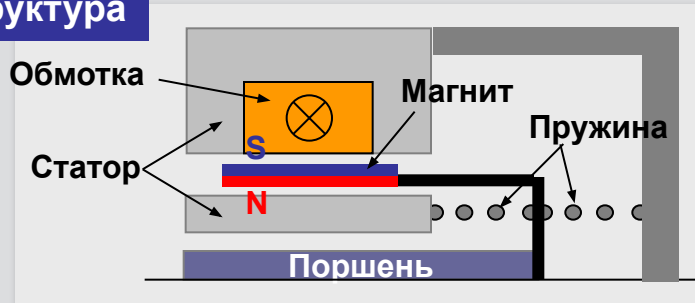 руктура
Обмотка
Магнит
Пружина
S
Статор
N
Поршень